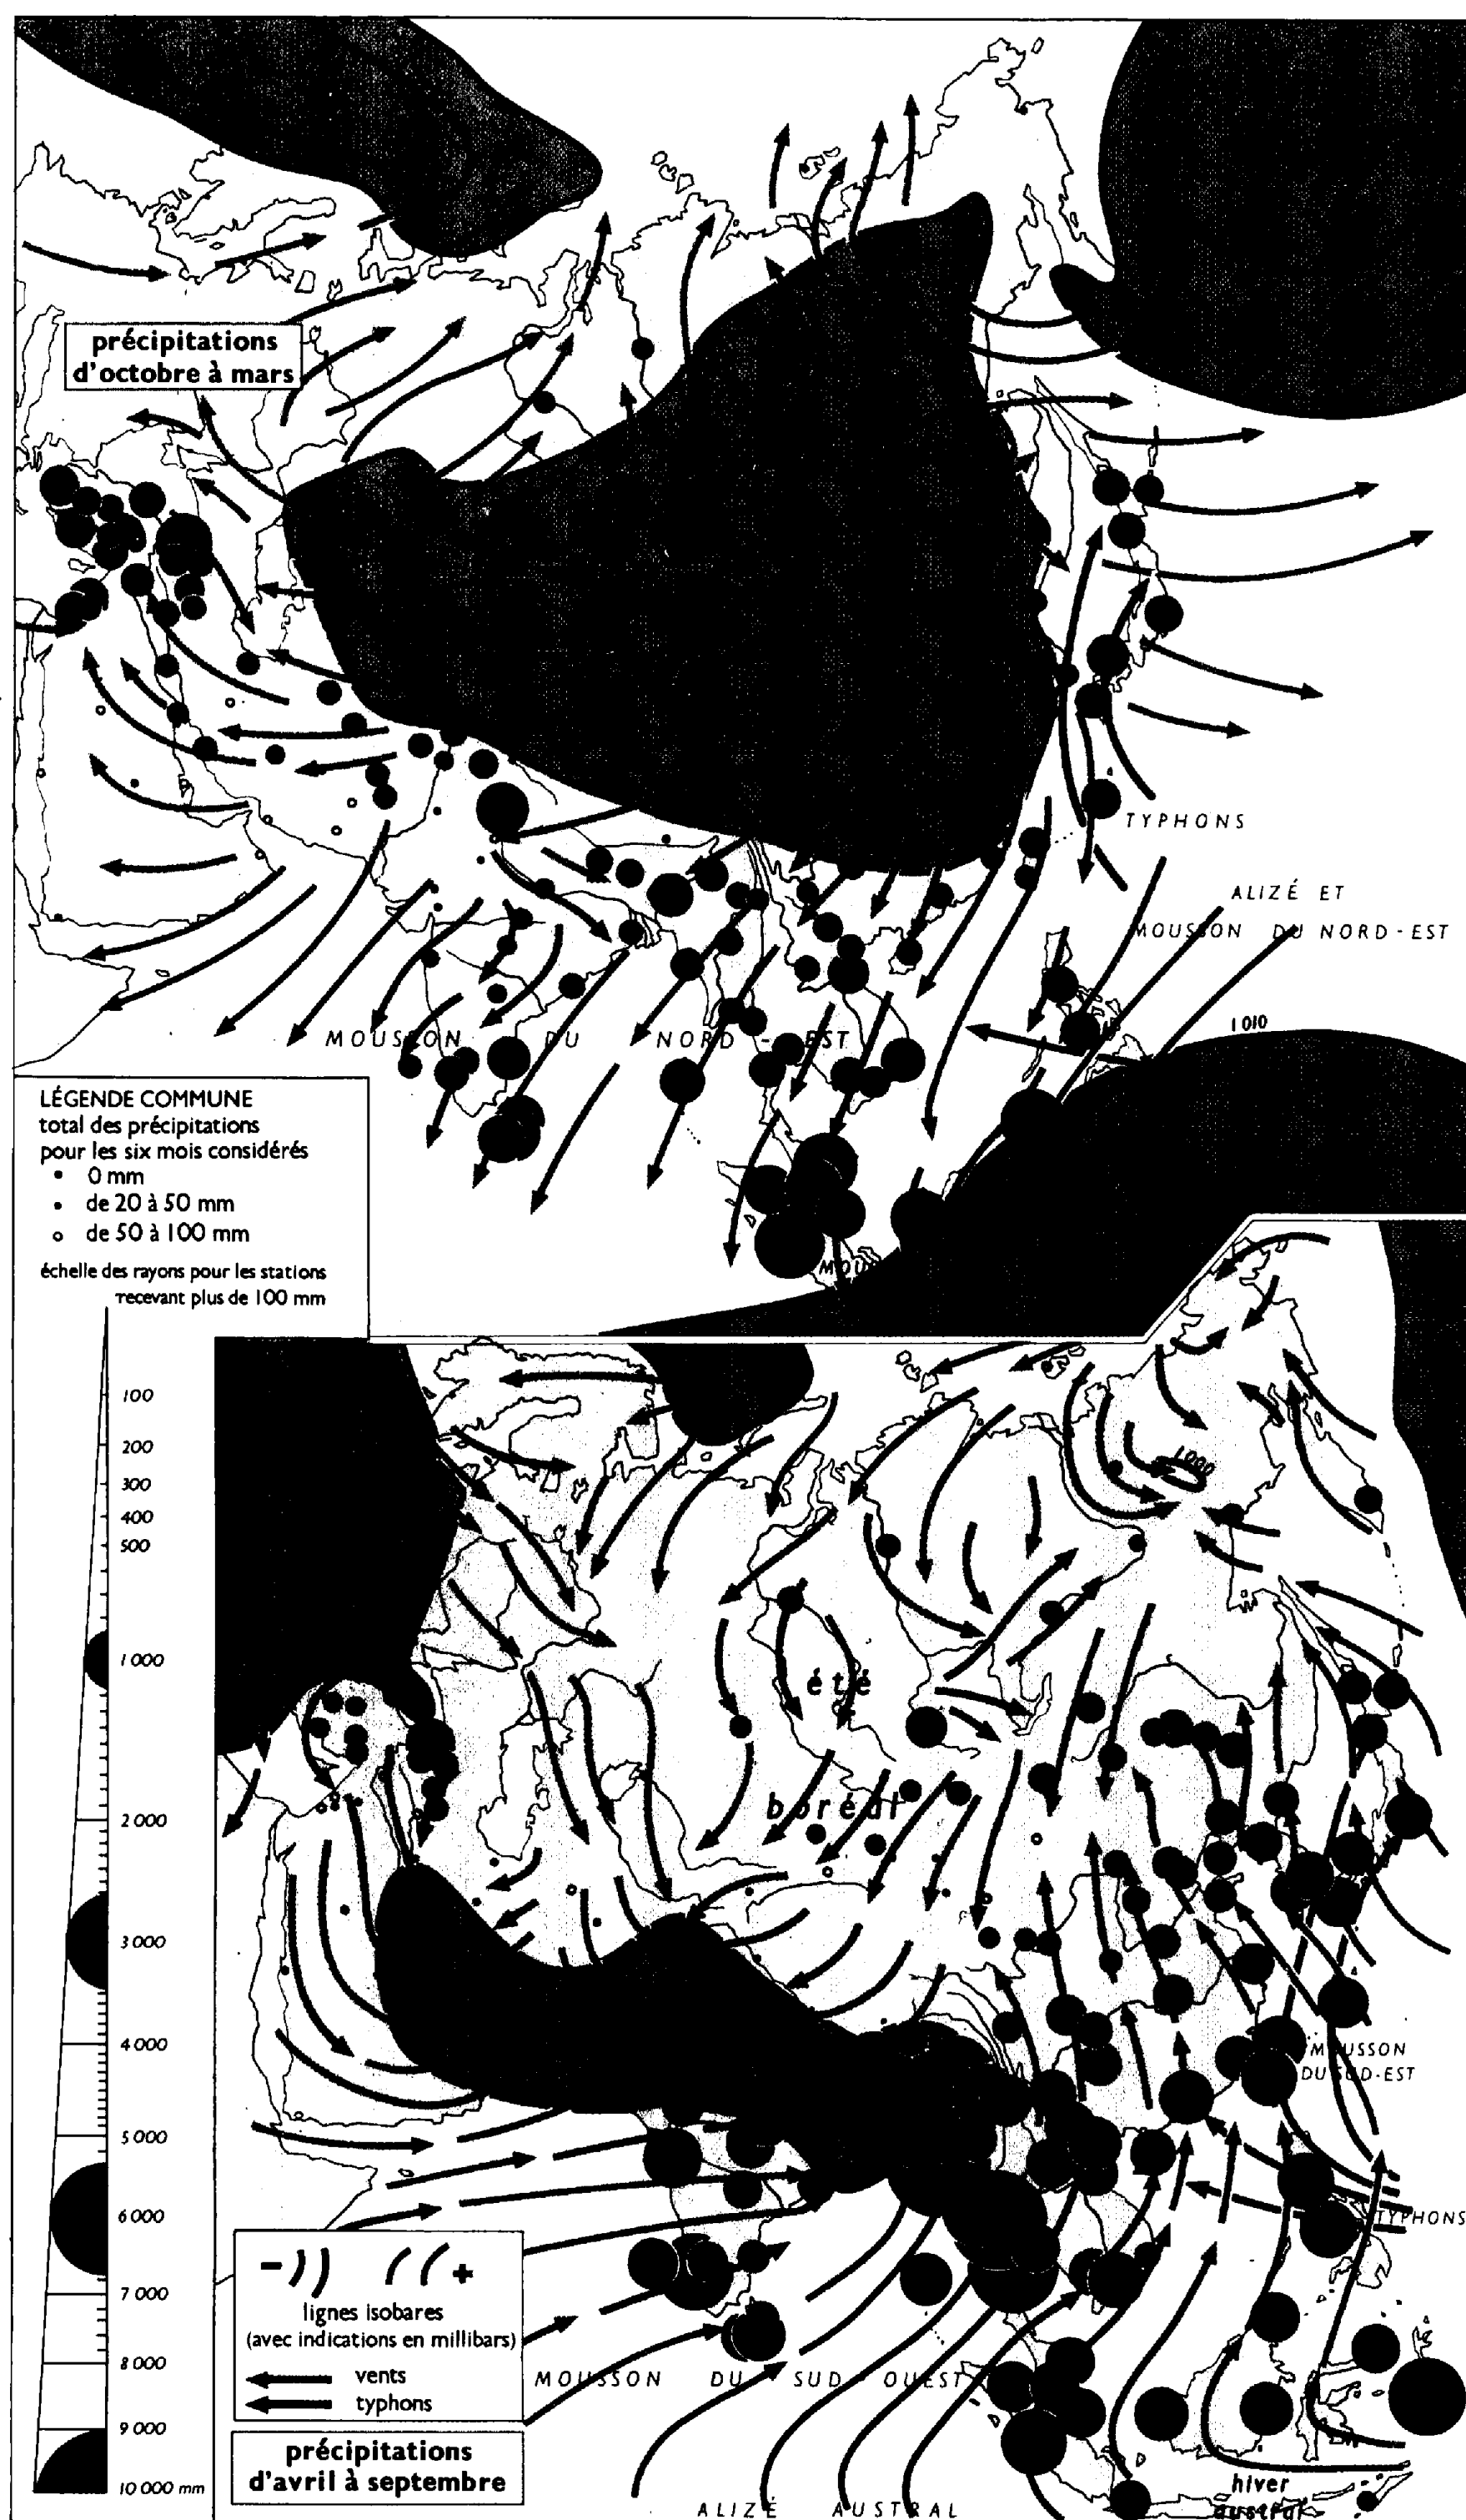 précipitations
d'octobre à mars
TYPHONS
ALIZÉ ET
MOUSSON DU NORD-EST
1 010
MOUSSON DU NORD-EST
LÉGENDE COMMUNE
total des précipitations
pour les six mois considérés
0 mm
de 20 à 50 mm
de 50 à 100 mm
échelle des rayons pour les stations
recevant plus de 100 mm
100
200
300
400
500
1 000
2 000
3 000
4 000
5 000
6 000
7 000
8 000
9 000
10 000 mm
1000
été
boréal
MOUSSON
DU SUD-EST
TYPHONS
- +
lignes isobares
(avec indications en millibars)
vents
typhons
MOUSSON DU SUD OUEST
précipitations
d'avril à septembre
hiver
austral
ALIZÉ AUSTRAL